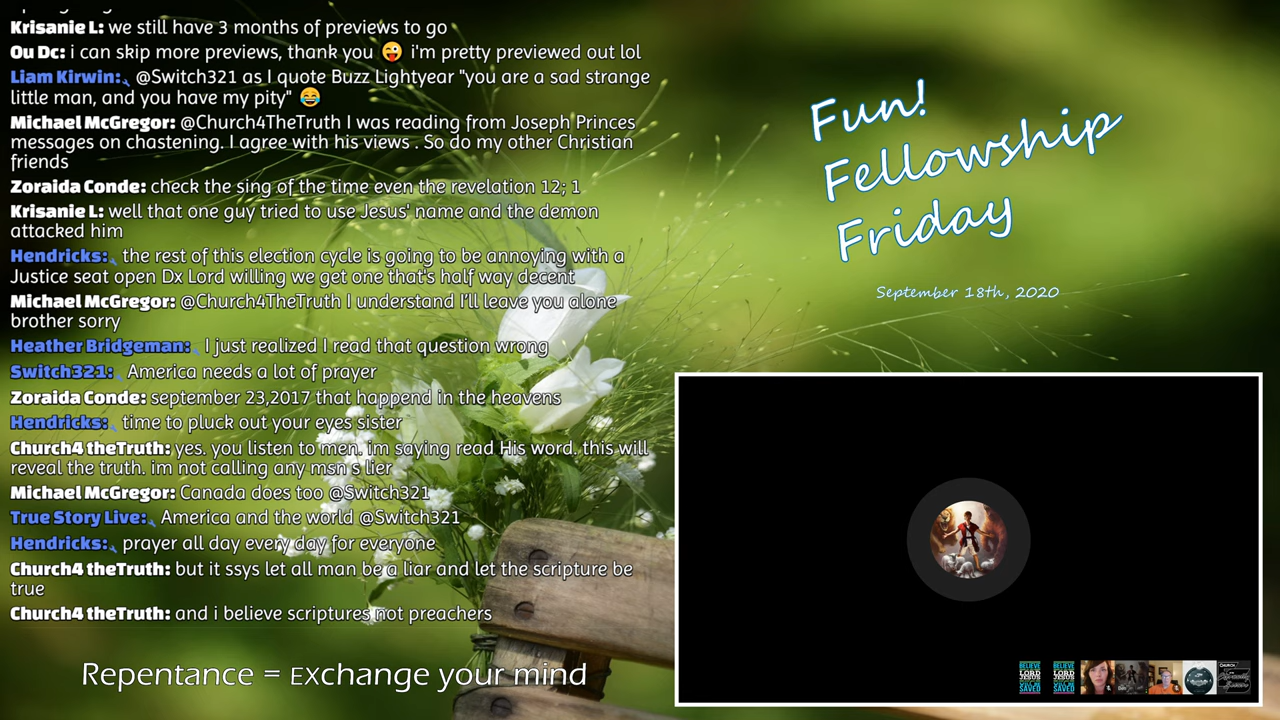 Krisanie L: we still have 3 months of previews to go
Ou Dc: i can skip more previews, thank you 😜 i'm pretty previewed out lol
Liam Kirwin: @Switch321 as I quote Buzz Lightyear "you are a sad strange
little man, and you have my pity" 😂
Michael McGregor: @Church4TheTruth I was reading from Joseph Princes
messages on chastening. I agree with his views . So do my other Christian
friends
Zoraida Conde: check the sing of the time even the revelation 12; 1
Krisanie L: well that one guy tried to use Jesus' name and the demon
attacked him
Hendricks: the rest of this election cycle is going to be annoying with a
Justice seat open Dx Lord willing we get one that's half way decent
Michael McGregor: @Church4TheTruth I understand I'll leave you alone
brother sorry
Heather Bridgeman: I just realized I read that question wrong
Switch321: America needs a lot of prayer
Zoraida Conde: september 23,2017 that happend in the heavens
Hendricks: time to pluck out your eyes sister
Church4 theTruth: yes. you listen to men. im saying read His word. this will
reveal the truth. im not calling any msn s lier
Michael McGregor: Canada does too @Switch321
True Story Live: America and the world @Switch321
Hendricks: prayer all day every day for everyone
Church4 theTruth: but it ssys let all man be a liar and let the scripture be
true
Church4 theTruth: and i believe scriptures not preachers
Repentance = EXchange your mind
Fun!
Fellowship
Friday
September 18th, 2020
BELIEVE
LORD
JESUS
SAVED
BELIEVE
LORD
JESUS
SAVED